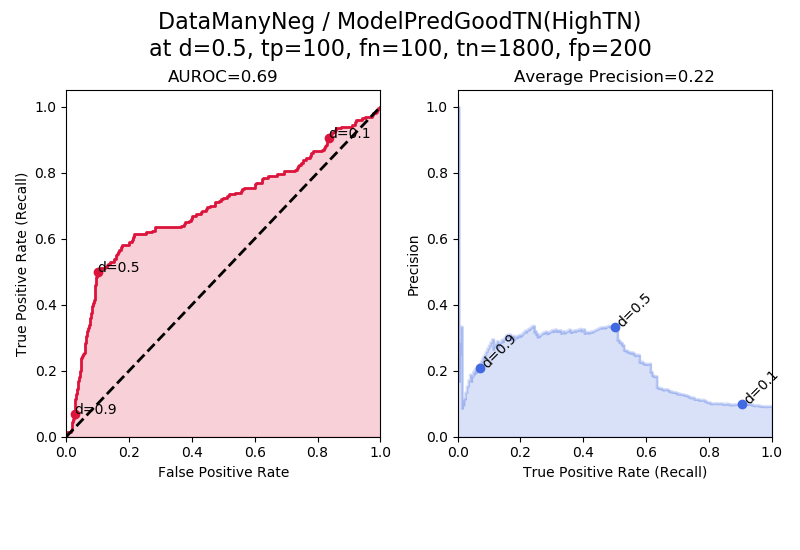 DataManyNeg / ModelPredGoodTN(HighTN)
at d=0.5, tp=100, fn=100, tn=1800, fp=200
AUROC=0.69
True Positive Rate (Recall)
1.0
0.8
0.6
0.4
0.2
0.0
d=0.1
d=0.5
d=0.9
0.0 0.2 0.4 0.6 0.8 1.0
False Positive Rate
Average Precision=0.22
Precision
1.0
0.8
0.6
0.4
0.2
0.0
d=0.9
d=0.5
d=0.1
0.0 0.2 0.4 0.6 0.8 1.0
True Positive Rate (Recall)